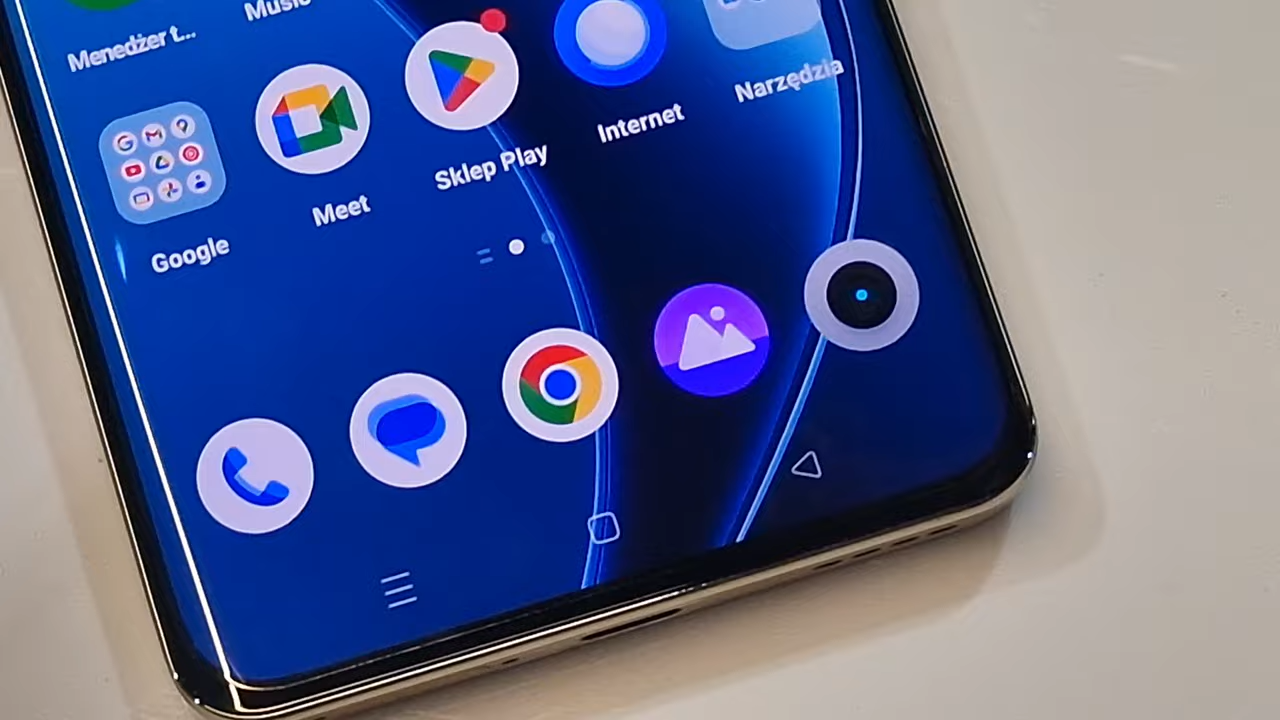 Music
Menedżer t...
Narzędzia
Internet
Sklep Play
Meet
Google